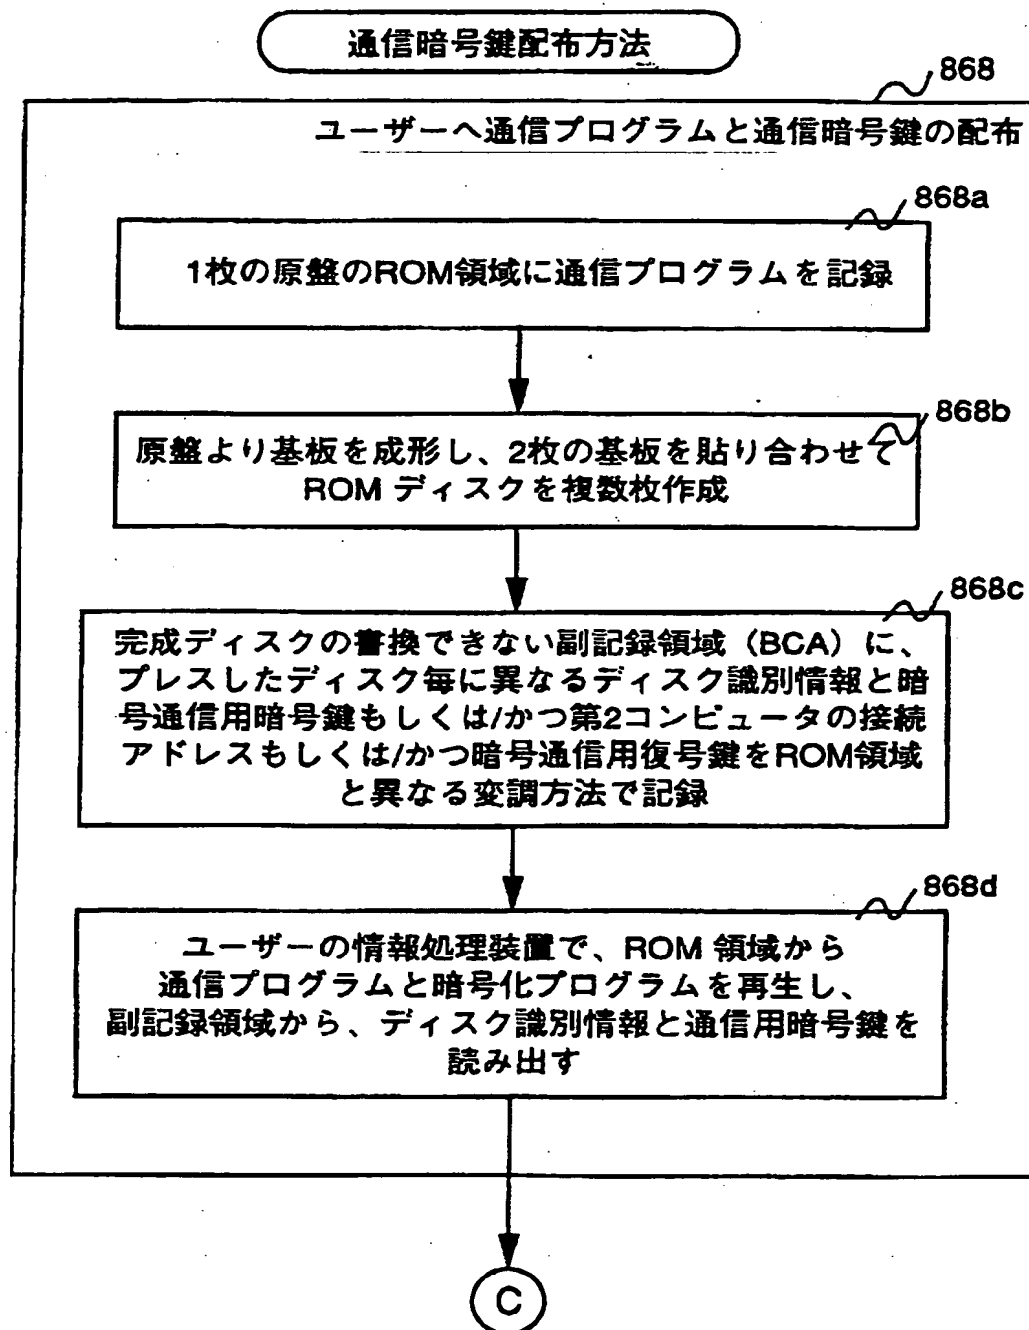 通信暗号鍵配布方法
868
ユーザーへ通信プログラムと通信暗号鍵の配布
868a
1枚の原盤のROM領域に通信プログラムを記録
868b
原盤より基板を成形し、2枚の基板を貼り合わせて
ROM ディスクを複数枚作成
868c
完成ディスクの書換できない副記録領域（BCA）に、
プレスしたディスク毎に異なるディスク識別情報と暗
号通信用暗号鍵もしくは/かつ第2コンピュータの接続
アドレスもしくは/かつ暗号通信用復号鍵をROM領域
と異なる変調方法で記録
868d
ユーザーの情報処理装置で、ROM 領域から
通信プログラムと暗号化プログラムを再生し、
副記録領域から、ディスク識別情報と通信用暗号鍵を
読み出す
C